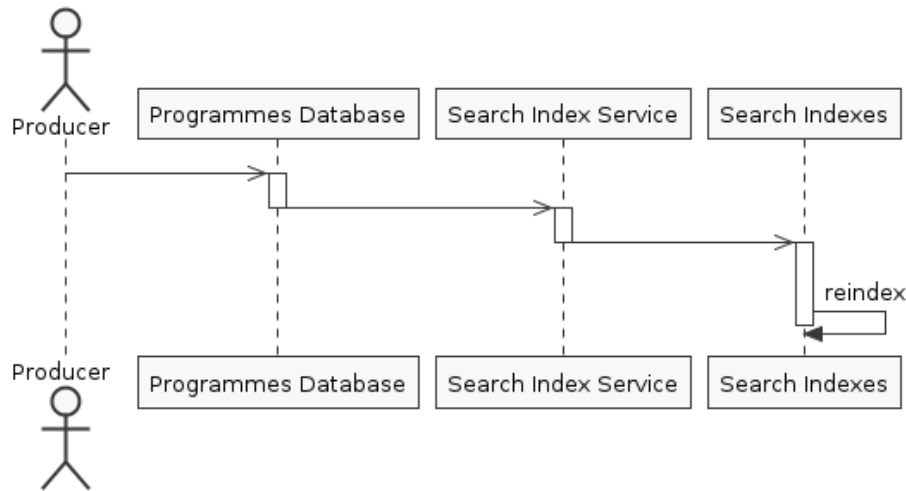 Producer
Programmes Database
Search Index Service
Search Indexes
reindex
Producer
Programmes Database
Search Index Service
Search Indexes